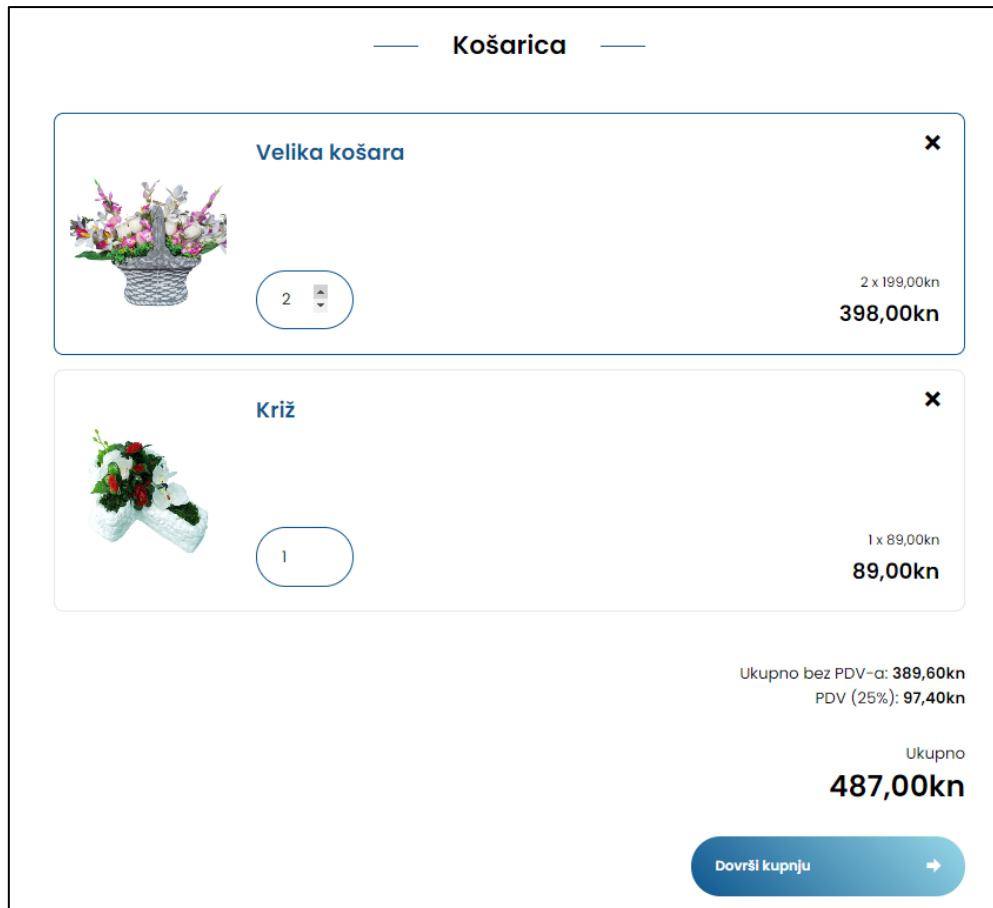 Košarica
Velika košara
2
2 x 199,00kn
398,00kn
Križ
1
1 x 89,00kn
89,00kn
Ukupno bez PDV-a: 389,60kn
PDV (25%): 97,40kn
Ukupno
487,00kn
Dovrši kupnju